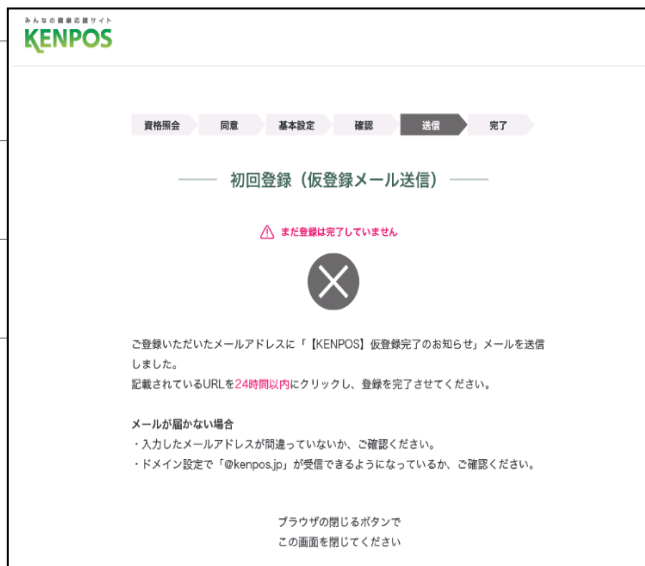 みんなの健康応援サイト
KENPOS
資格照会 同意 基本設定 確認 送信 完了
初回登録（仮登録メール送信）
まだ登録は完了していません
ご登録いただいたメールアドレスに「【KENPOS】仮登録完了のお知らせ」メールを送信
しました。
記載されているURLを24時間以内にクリックし、登録を完了させてください。
メールが届かない場合
・入力したメールアドレスが間違っていないか、ご確認ください。
・ドメイン設定で「@kenpos.jp」が受信できるようになっているか、ご確認ください。
ブラウザの閉じるボタンで
この画面を閉じてください